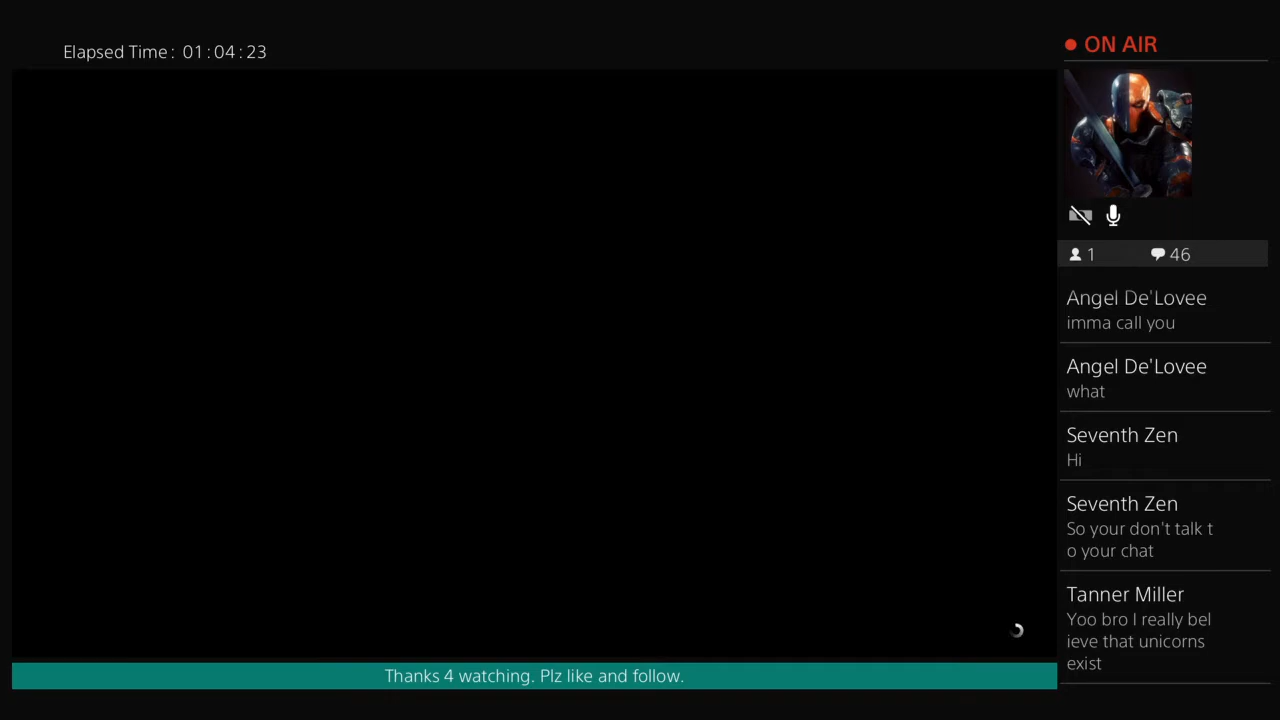 Elapsed Time: 01:04:23
ON AIR
1 46
Angel De'Lovee
imma call you
Angel De'Lovee
what
Seventh Zen
Hi
Seventh Zen
So your don't talk t
o your chat
Tanner Miller
Yoo bro I really bel
ieve that unicorns
exist
Thanks 4 watching. Plz like and follow.